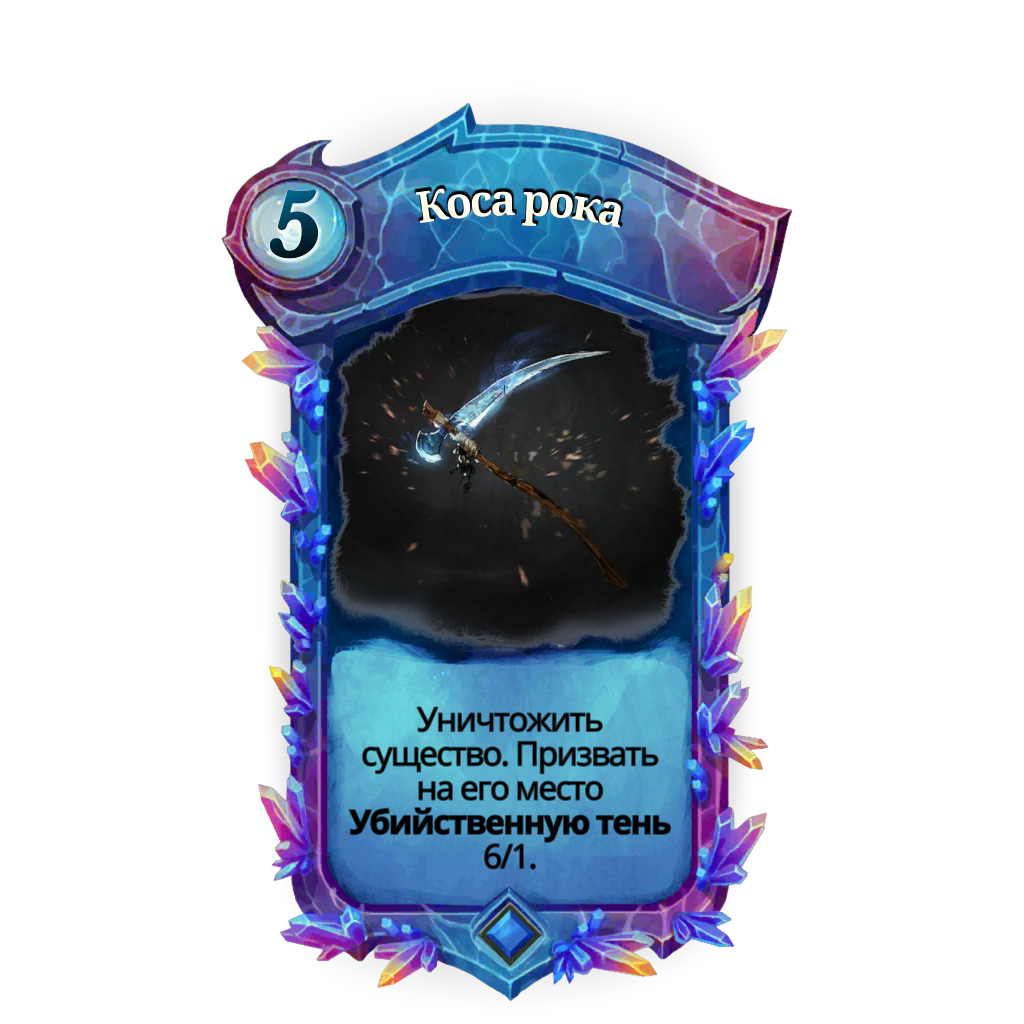 5
Коса рока
Уничтожить
существо. Призвать
на его место
Убийственную тень
6/1.